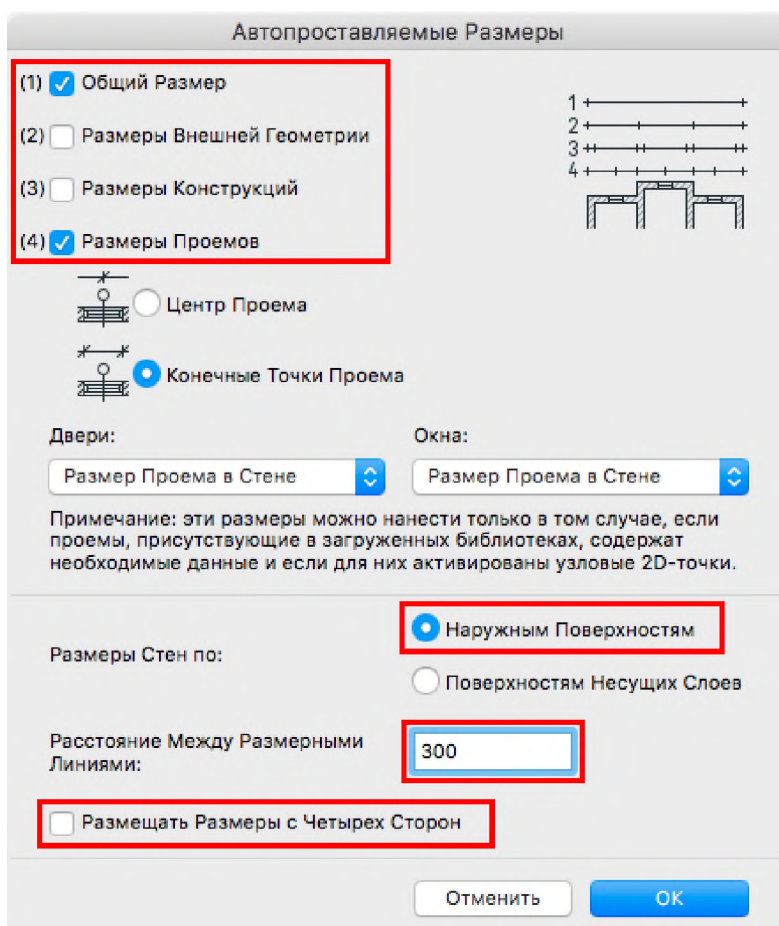 Автопроставляемые Размеры
(1) Общий Размер
(2) Размеры Внешней Геометрии
(3) Размеры Конструкций
(4) Размеры Проемов
1
2
3
4
Центр Проема
Конечные Точки Проема
Двери: Окна:
Размер Проема в Стене Размер Проема в Стене
Примечание: эти размеры можно нанести только в том случае, если
проемы, присутствующие в загруженных библиотеках, содержат
необходимые данные и если для них активированы узловые 2D-точки.
Размеры Стен по:
Наружным Поверхностям
Поверхностям Несущих Слоев
Расстояние Между Размерными
Линиями:
300
Размещать Размеры с Четырех Сторон
Отменить OK